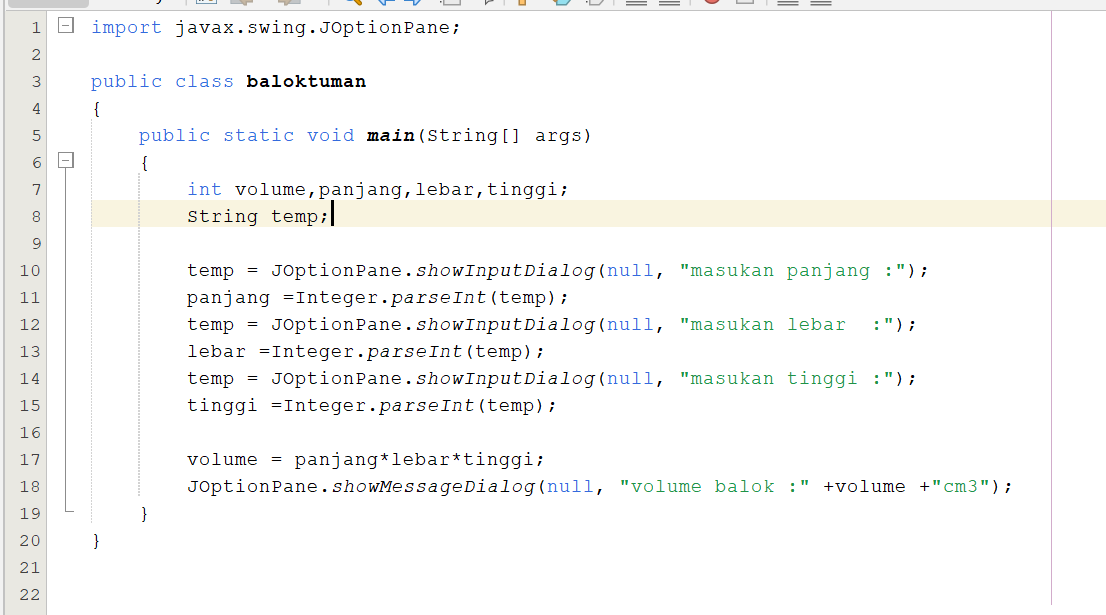 1 import javax.swing.JOptionPane;
2
3 public class baloktuman
4 {
5 public static void main(String[] args)
6 {
7 int volume,panjang,lebar,tinggi;
8 String temp;
9
10 temp = JOptionPane.showInputDialog(null, "masukan panjang :");
11 panjang =Integer.parseInt(temp);
12 temp = JOptionPane.showInputDialog(null, "masukan lebar  :");
13 lebar =Integer.parseInt(temp);
14 temp = JOptionPane.showInputDialog(null, "masukan tinggi :");
15 tinggi =Integer.parseInt(temp);
16
17 volume = panjang*lebar*tinggi;
18 JOptionPane.showMessageDialog(null, "volume balok :" +volume +"cm3");
19 }
20 }
21
22